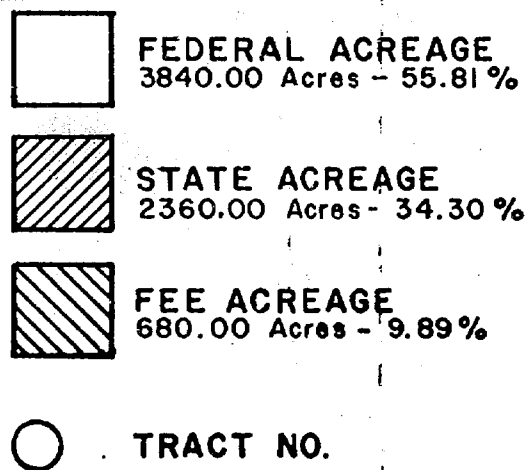 FEDERAL ACREAGE
3840.00 Acres - 55.81%
STATE ACREAGE
2360.00 Acres - 34.30%
FEE ACREAGE
680.00 Acres - 9.89%
TRACT NO.